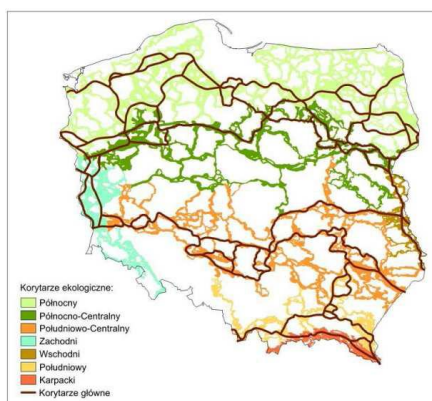 Korytarze ekologiczne:
Północny
Północno-Centralny
Południowo-Centralny
Zachodni
Wschodni
Południowy
Karpacki
Korytarze główne